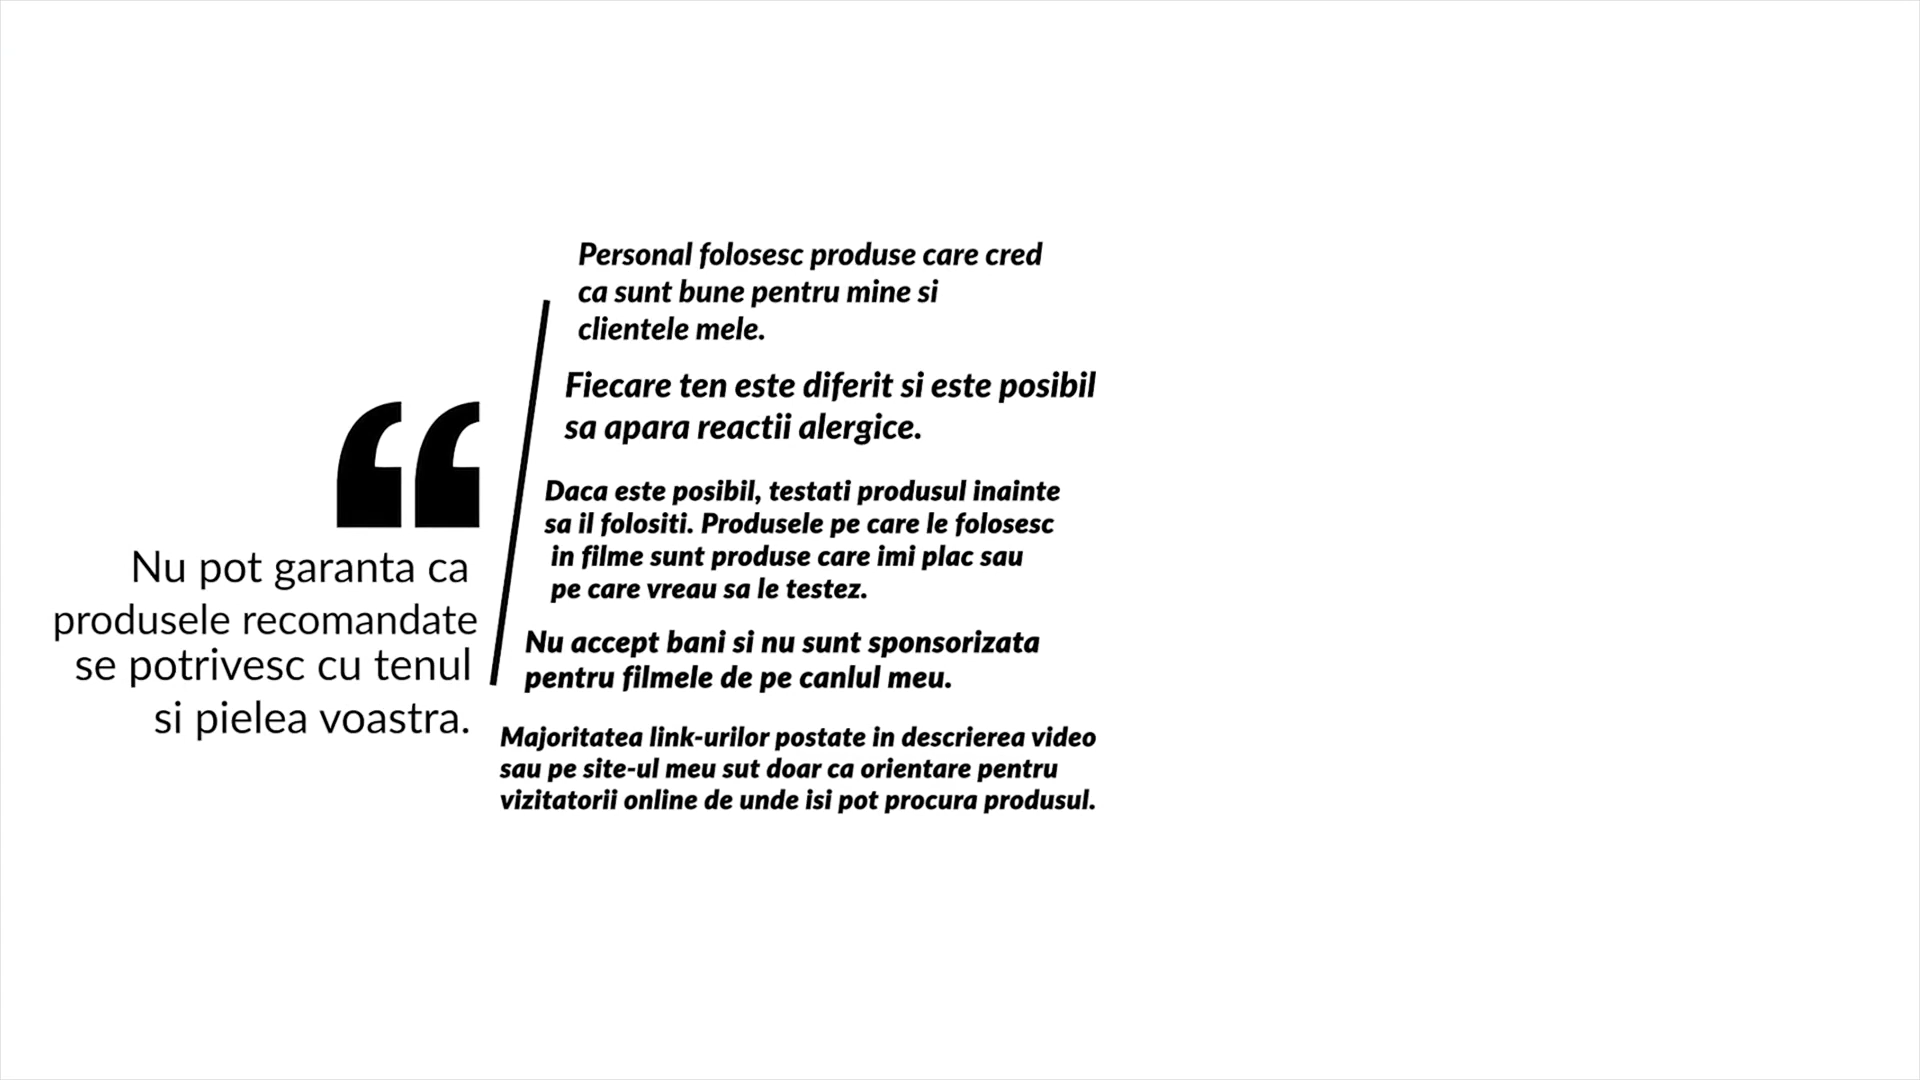 Nu pot garanta ca
produsele recomandate
se potrivesc cu tenul
si pielea voastra.
Personal folosesc produse care cred
ca sunt bune pentru mine si
clientele mele.
Fiecare ten este diferit si este posibil
sa apara reactii alergice.
Daca este posibil, testati produsul inainte
sa il folositi. Produsele pe care le folosesc
in filme sunt produse care imi plac sau
pe care vreau sa le testez.
Nu accept bani si nu sunt sponsorizata
pentru filmele de pe canlul meu.
Majoritatea link-urilor postate in descrierea video
sau pe site-ul meu sut doar ca orientare pentru
vizitatorii online de unde isi pot procura produsul.